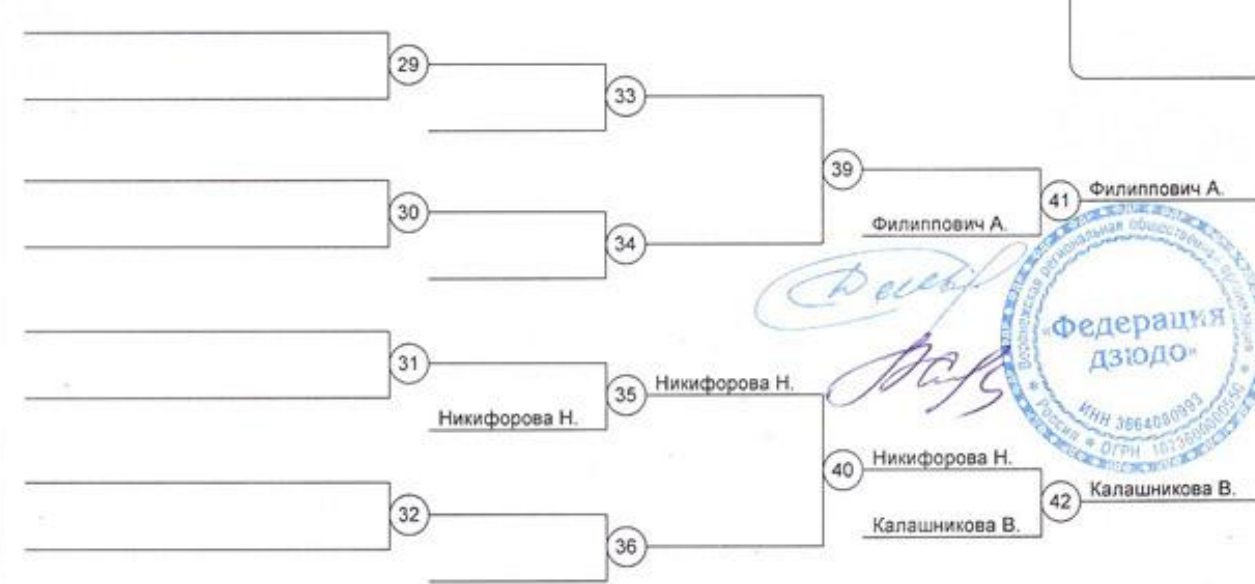 29
33
39
30
34
41
Филиппович А.
Филиппович А.
31
35
Никифорова Н.
Никифорова Н.
32
36
40
Никифорова Н.
Калашникова В.
42
Калашникова В.
региональная
«Федерация
дзюдо»
Россия
ИНН 3664080993
ОГРН